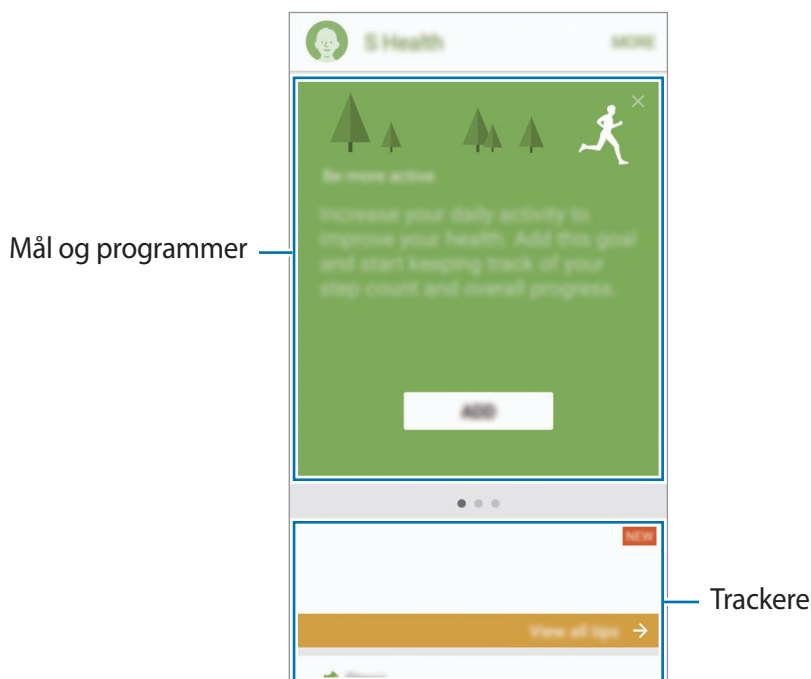 S Health
MORE
Be more active
Increase your daily activity to
improve your health. Add this goal
and start keeping track of your
step count and overall progress.
Mål og programmer
ADD
NEW
Trackere
View all tips